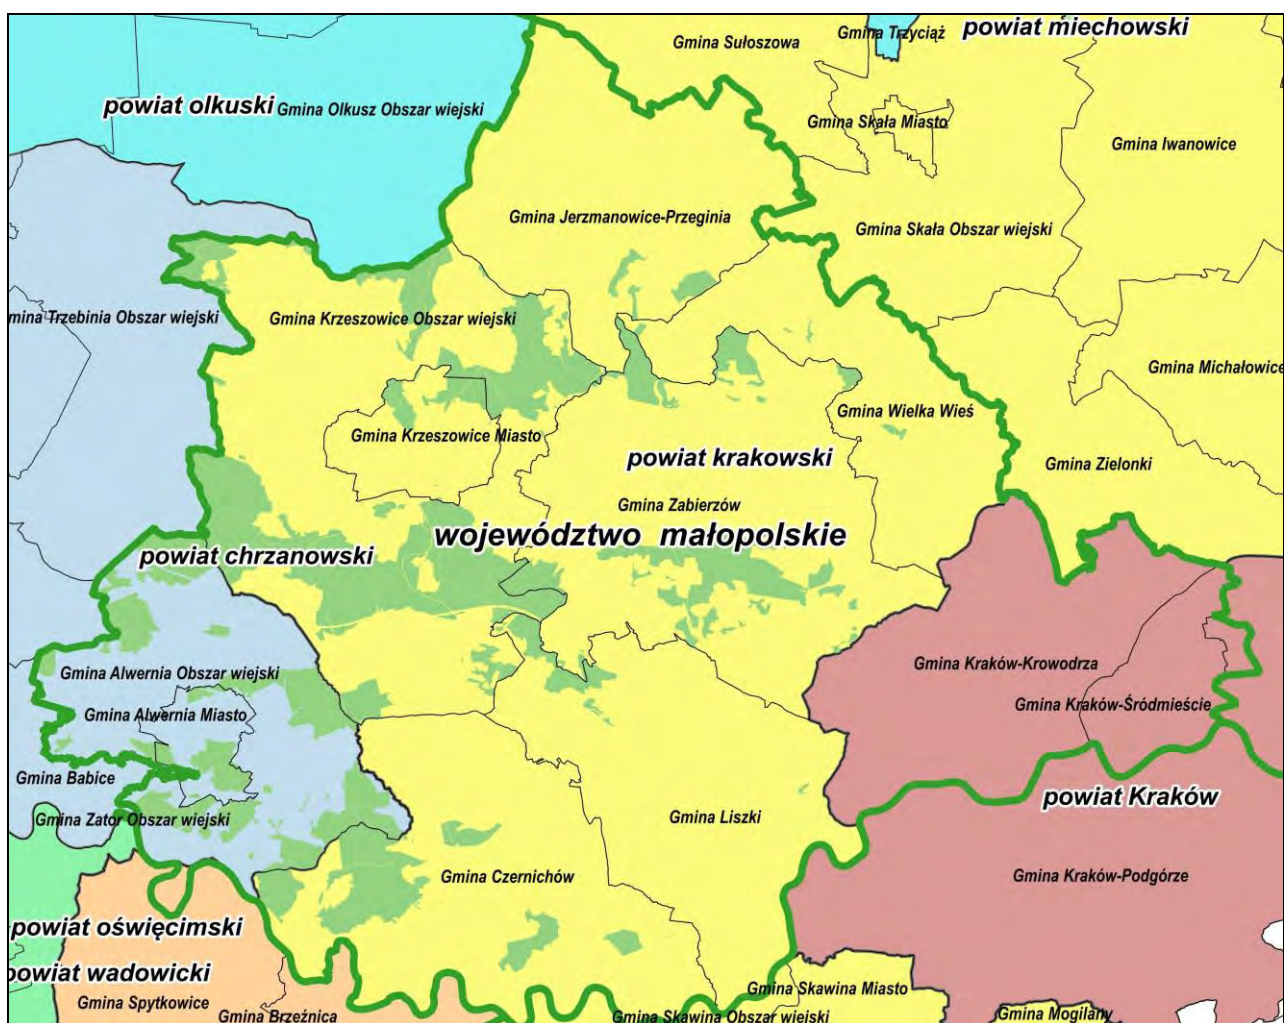 powiat miechowski
Gmina Trzyciąż
Gmina Sułoszowa
powiat olkuski
Gmina Olkusz Obszar wiejski
Gmina Skała Miasto
Gmina Iwanowice
Gmina Jerzmanowice-Przeginia
Gmina Skała Obszar wiejski
mina Trzebinia Obszar wiejski
Gmina Krzeszowice Obszar wiejski
Gmina Michałowice
Gmina Wielka Wieś
Gmina Krzeszowice Miasto
powiat krakowski
Gmina Zielonki
Gmina Zabierzów
województwo małopolskie
powiat chrzanowski
Gmina Kraków-Krowodrza
Gmina Alwernia Obszar wiejski
Gmina Kraków-Śródmieście
Gmina Alwernia Miasto
Gmina Babice
powiat Kraków
Gmina Zator Obszar wiejski
Gmina Liszki
Gmina Czernichów
Gmina Kraków-Podgórze
powiat oświęcimski
powiat wadowicki
Gmina Skawina Miasto
Gmina Spytkowice
Gmina Brzeźnica
Gmina Skawina Obszar wiejski
Gmina Mogilany